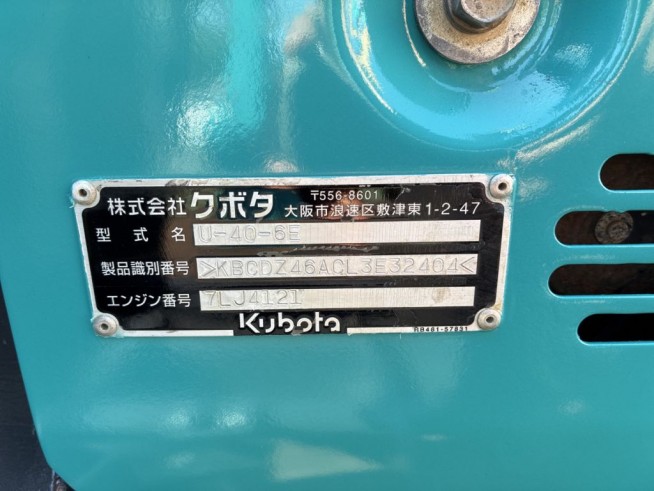 〒556-8601
株式会社クボタ 大阪市浪速区敷津東1-2-47
型式名 U-40-6E
製品識別番号 >KBCDZ46ACL3E32404<
エンジン番号 7LJ4121
Kubota
RB461-57831